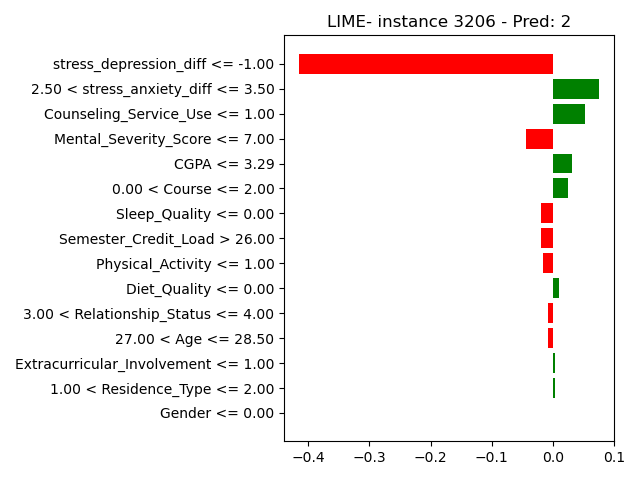 LIME- instance 3206 - Pred: 2
stress_depression_diff <= -1.00
2.50 < stress_anxiety_diff <= 3.50
Counseling_Service_Use <= 1.00
Mental_Severity_Score <= 7.00
CGPA <= 3.29
0.00 < Course <= 2.00
Sleep_Quality <= 0.00
Semester_Credit_Load > 26.00
Physical_Activity <= 1.00
Diet_Quality <= 0.00
3.00 < Relationship_Status <= 4.00
27.00 < Age <= 28.50
Extracurricular_Involvement <= 1.00
1.00 < Residence_Type <= 2.00
Gender <= 0.00
−0.4 −0.3 −0.2 −0.1 0.0 0.1